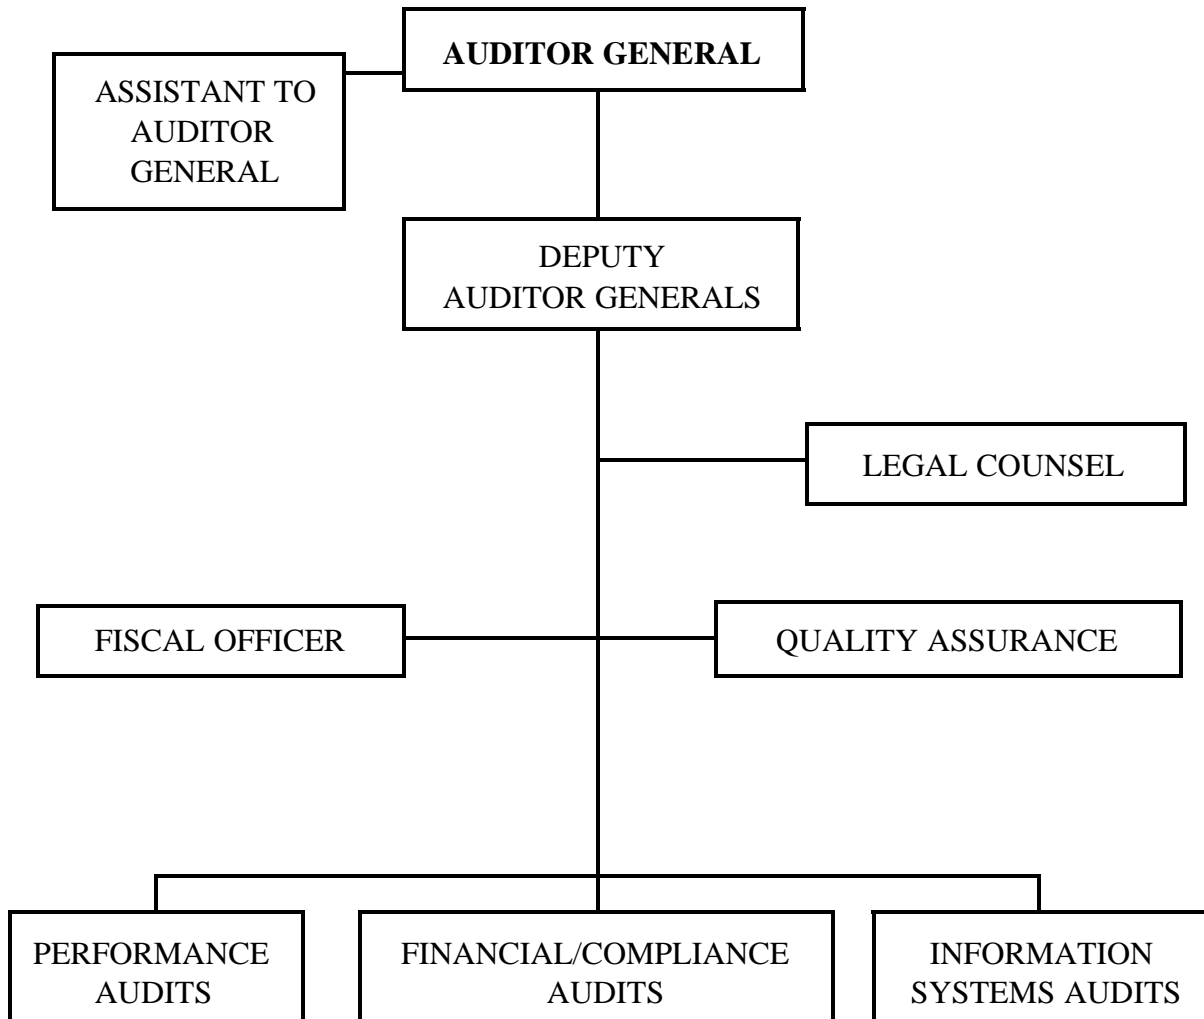 AUDITOR GENERAL
ASSISTANT TO
AUDITOR
GENERAL
DEPUTY
AUDITOR GENERALS
LEGAL COUNSEL
FISCAL OFFICER
QUALITY ASSURANCE
PERFORMANCE
AUDITS
FINANCIAL/COMPLIANCE
AUDITS
INFORMATION
SYSTEMS AUDITS